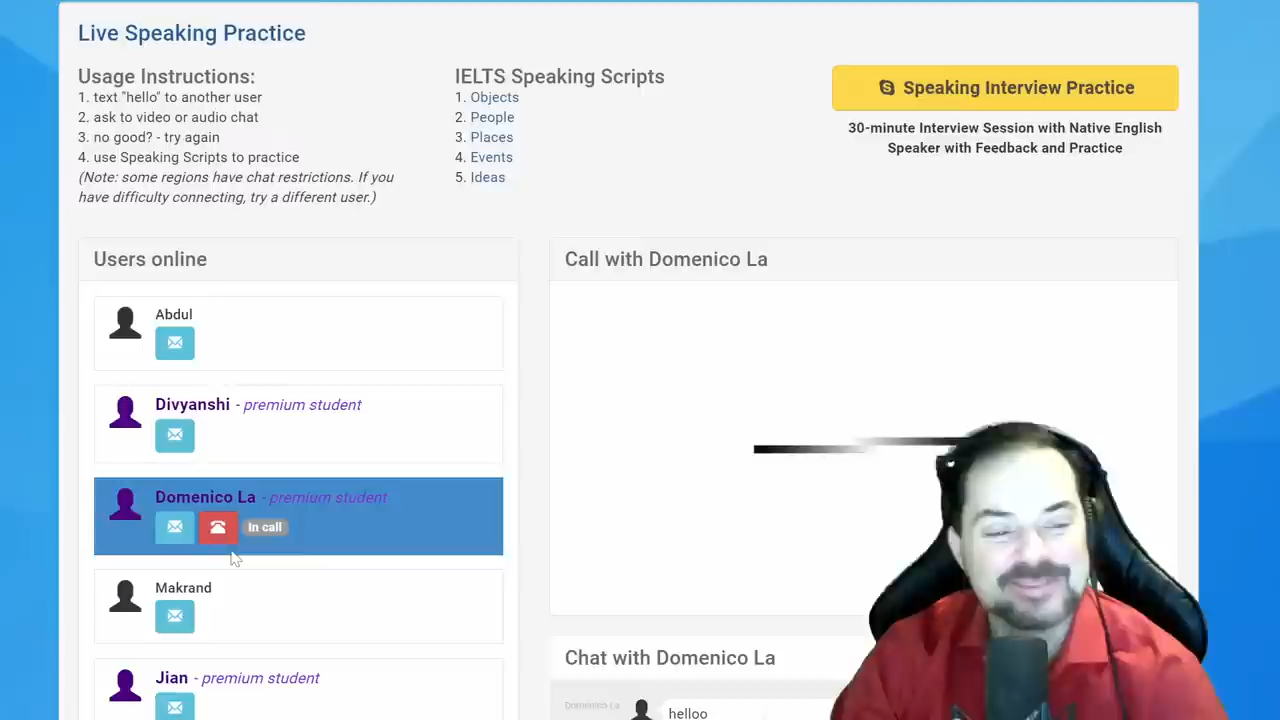 Live Speaking Practice
Usage Instructions:
1. text "hello" to another user
2. ask to video or audio chat
3. no good? - try again
4. use Speaking Scripts to practice
(Note: some regions have chat restrictions. If you
have difficulty connecting, try a different user.)
IELTS Speaking Scripts
1. Objects
2. People
3. Places
4. Events
5. Ideas
Speaking Interview Practice
30-minute Interview Session with Native English
Speaker with Feedback and Practice
Users online
Abdul
Divyanshi - premium student
Domenico La - premium student
In call
Makrand
Jian - premium student
Call with Domenico La
Chat with Domenico La
Domenico La
helloo